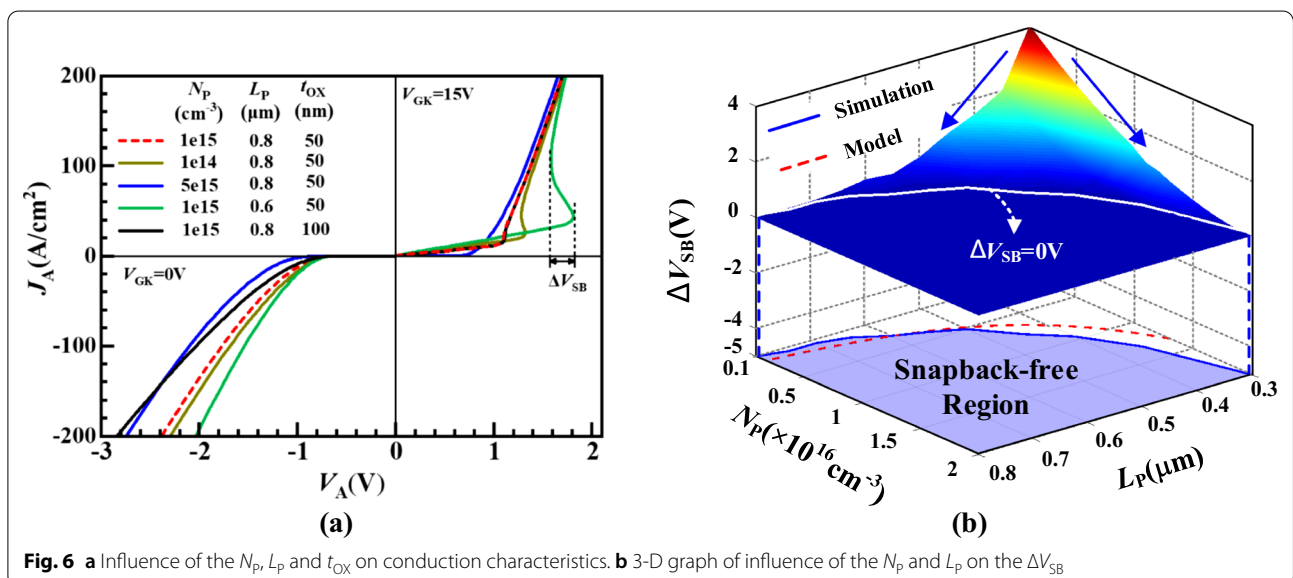 200
100
0
-100
-200
J_A(A/cm²)
N_P L_P t_OX
(cm⁻³) (μm) (nm)
1e15 0.8 50
1e14 0.8 50
5e15 0.8 50
1e15 0.6 50
1e15 0.8 100
V_GK=15V
V_GK=0V
ΔV_SB
-3 -2 -1 0 1 2
V_A(V)
(a)
4
2
0
-2
-4
-5
ΔV_SB(V)
Simulation
Model
ΔV_SB=0V
Snapback-free
Region
0.1 0.5 1 1.5 2
N_P(×10¹⁶cm⁻³)
0.8 0.7 0.6 0.5 0.4 0.3
L_P(μm)
(b)
Fig. 6 a Influence of the N_P, L_P and t_OX on conduction characteristics. b 3-D graph of influence of the N_P and L_P on the ΔV_SB